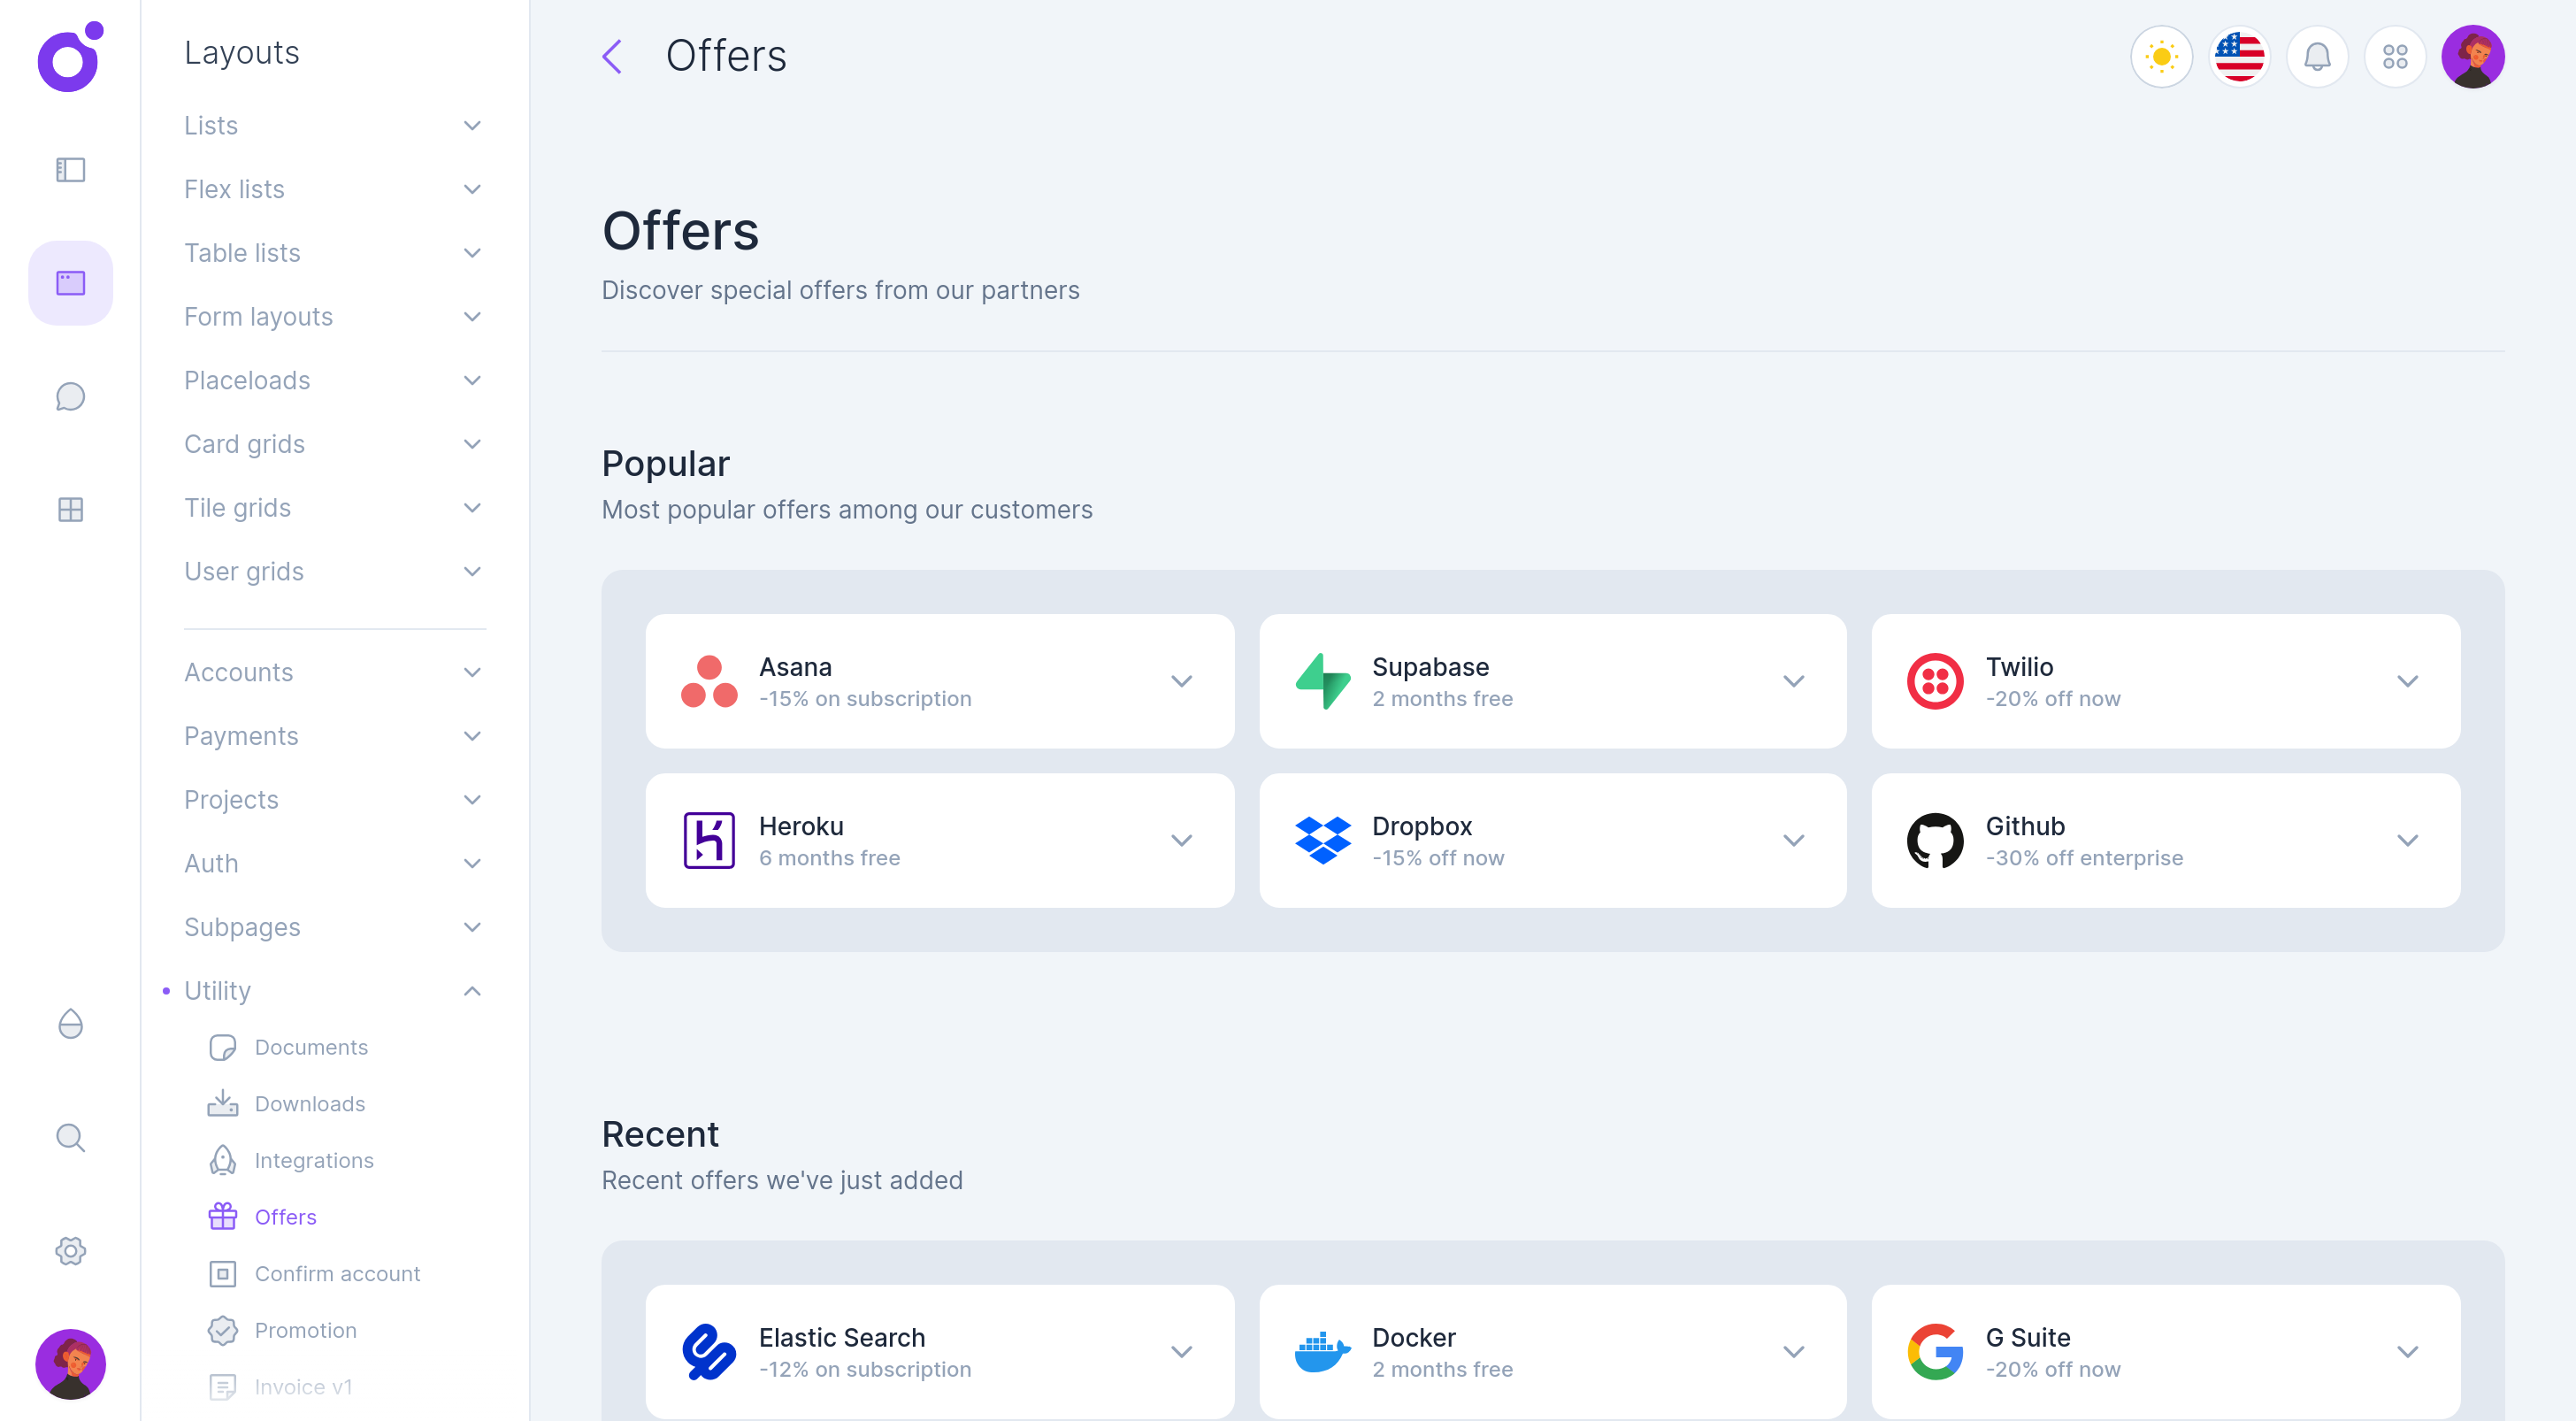 Layouts
Lists
Flex lists
Table lists
Form layouts
Placeloads
Card grids
Tile grids
User grids
Accounts
Payments
Projects
Auth
Subpages
Utility
Documents
Downloads
Integrations
Offers
Confirm account
Promotion
Invoice v1
Offers
Offers
Discover special offers from our partners
Popular
Most popular offers among our customers
Asana
-15% on subscription
Supabase
2 months free
Twilio
-20% off now
Heroku
6 months free
Dropbox
-15% off now
Github
-30% off enterprise
Recent
Recent offers we've just added
Elastic Search
-12% on subscription
Docker
2 months free
G Suite
-20% off now